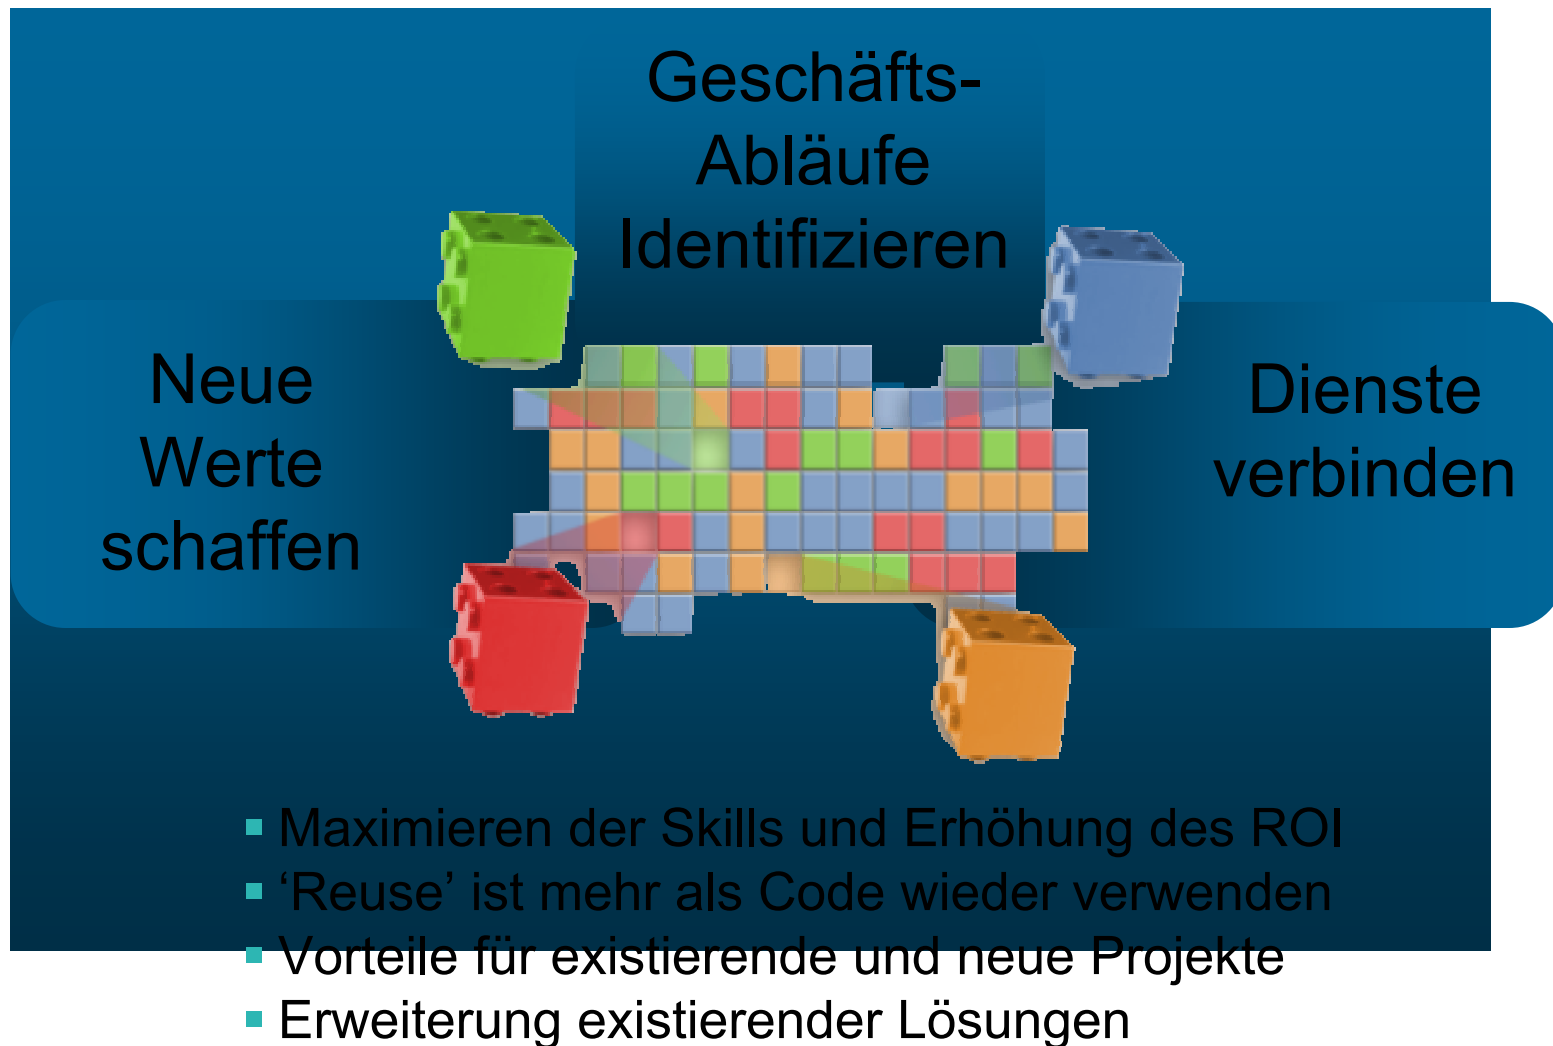 Geschäfts-
Abläufe
Identifizieren
Neue
Werte
schaffen
Dienste
verbinden
Maximieren der Skills und Erhöhung des ROI
‘Reuse’ ist mehr als Code wieder verwenden
Vorteile für existierende und neue Projekte
Erweiterung existierender Lösungen